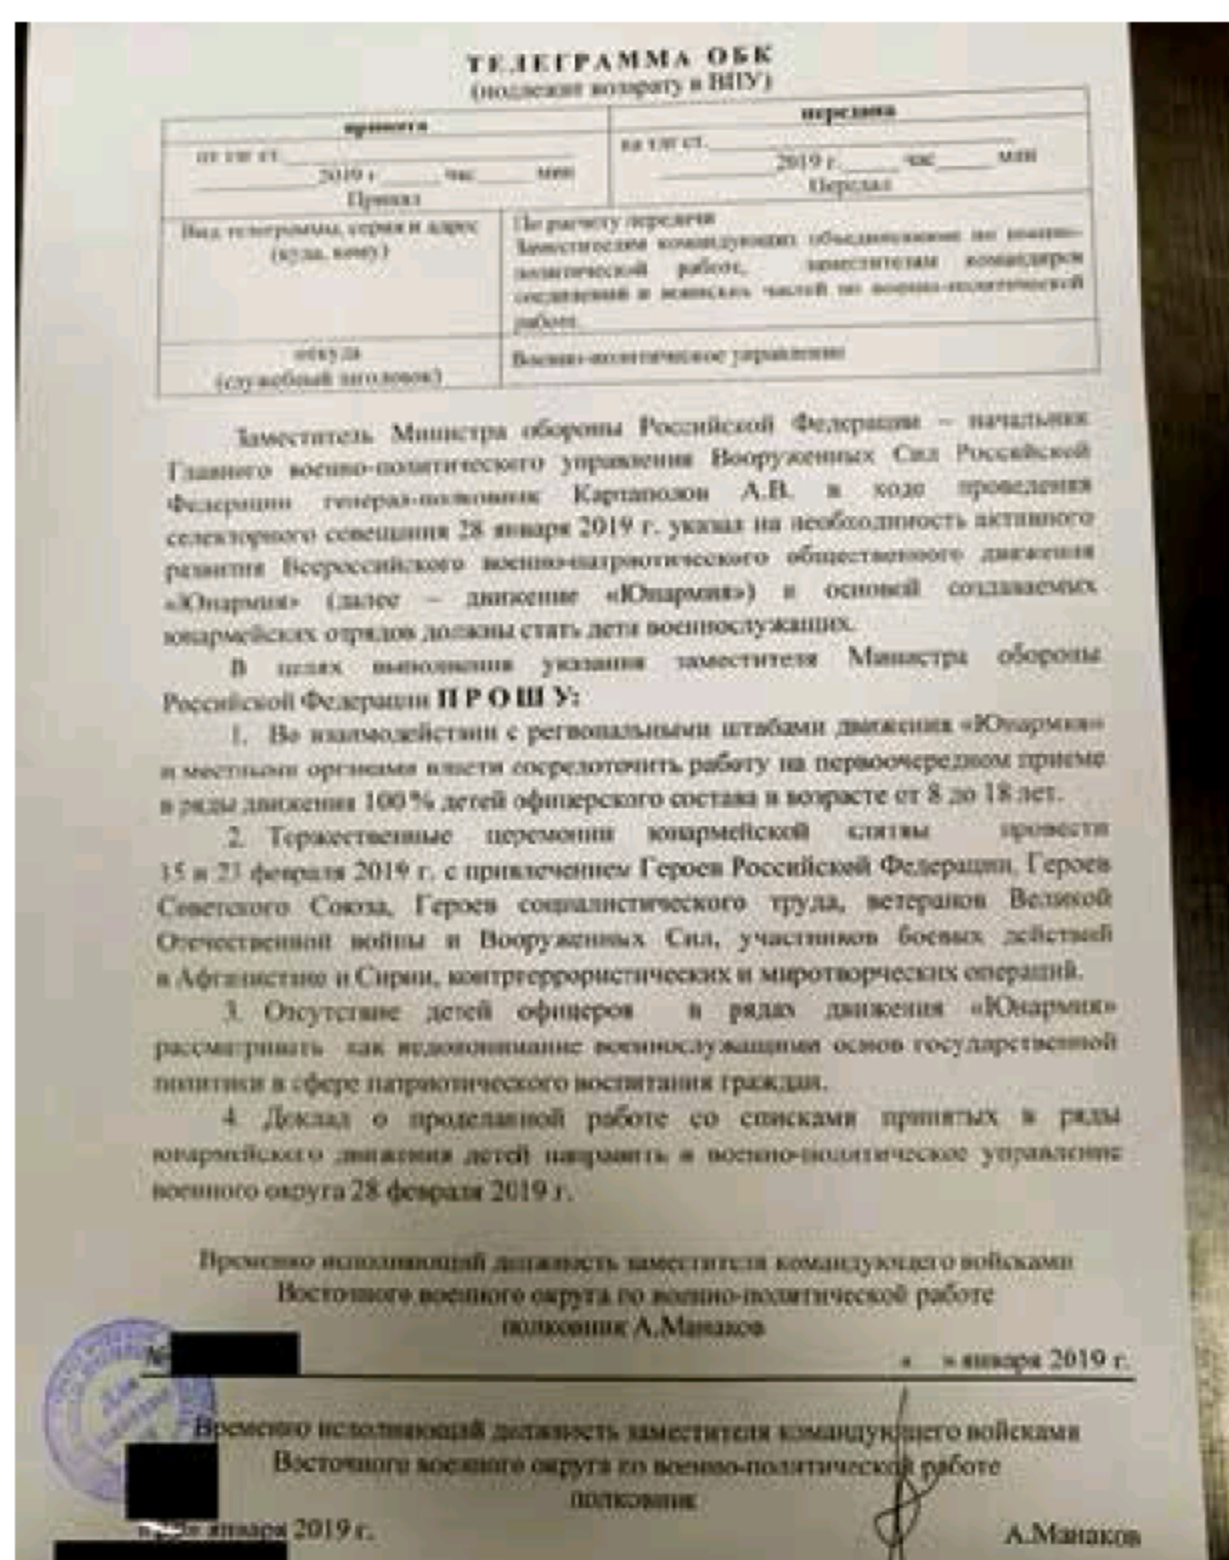 ТЕЛЕГРАММА ОБК
(подлежит возврату в ВПУ)
принята
передана
от тлг ст.
на тлг ст.
2019 г. час мин
2019 г. час мин
Принял
Передал
Вид телеграммы, серия и адрес
(куда, кому)
По расчету передачи
Заместителям командующих объединениями по военно-
политической работе, заместителям командиров
соединений и воинских частей по военно-политической
работе.
откуда
(служебный заголовок)
Военно-политическое управление
Заместитель Министра обороны Российской Федерации – начальник
Главного военно-политического управления Вооруженных Сил Российской
Федерации генерал-полковник Картаполов А.В. в ходе проведения
селекторного совещания 28 января 2019 г. указал на необходимость активного
развития Всероссийского военно-патриотического общественного движения
«Юнармия» (далее – движение «Юнармия») и основой создаваемых
юнармейских отрядов должны стать дети военнослужащих.
В целях выполнения указания заместителя Министра обороны
Российской Федерации П Р О Ш У:
1. Во взаимодействии с региональными штабами движения «Юнармия»
и местными органами власти сосредоточить работу на первоочередном приеме
в ряды движения 100 % детей офицерского состава в возрасте от 8 до 18 лет.
2. Торжественные церемонии юнармейской клятвы провести
15 и 23 февраля 2019 г. с привлечением Героев Российской Федерации, Героев
Советского Союза, Героев социалистического труда, ветеранов Великой
Отечественной войны и Вооруженных Сил, участников боевых действий
в Афганистане и Сирии, контртеррористических и миротворческих операций.
3. Отсутствие детей офицеров в рядах движения «Юнармия»
рассматривать как недопонимание военнослужащими основ государственной
политики в сфере патриотического воспитания граждан.
4. Доклад о проделанной работе со списками принятых в ряды
юнармейского движения детей направить в военно-политическое управление
военного округа 28 февраля 2019 г.
Временно исполняющий должность заместителя командующего войсками
Восточного военного округа по военно-политической работе
полковник А.Манаков
№
« » января 2019 г.
Временно исполняющий должность заместителя командующего войсками
Восточного военного округа по военно-политической работе
полковник
января 2019 г.
А.Манаков